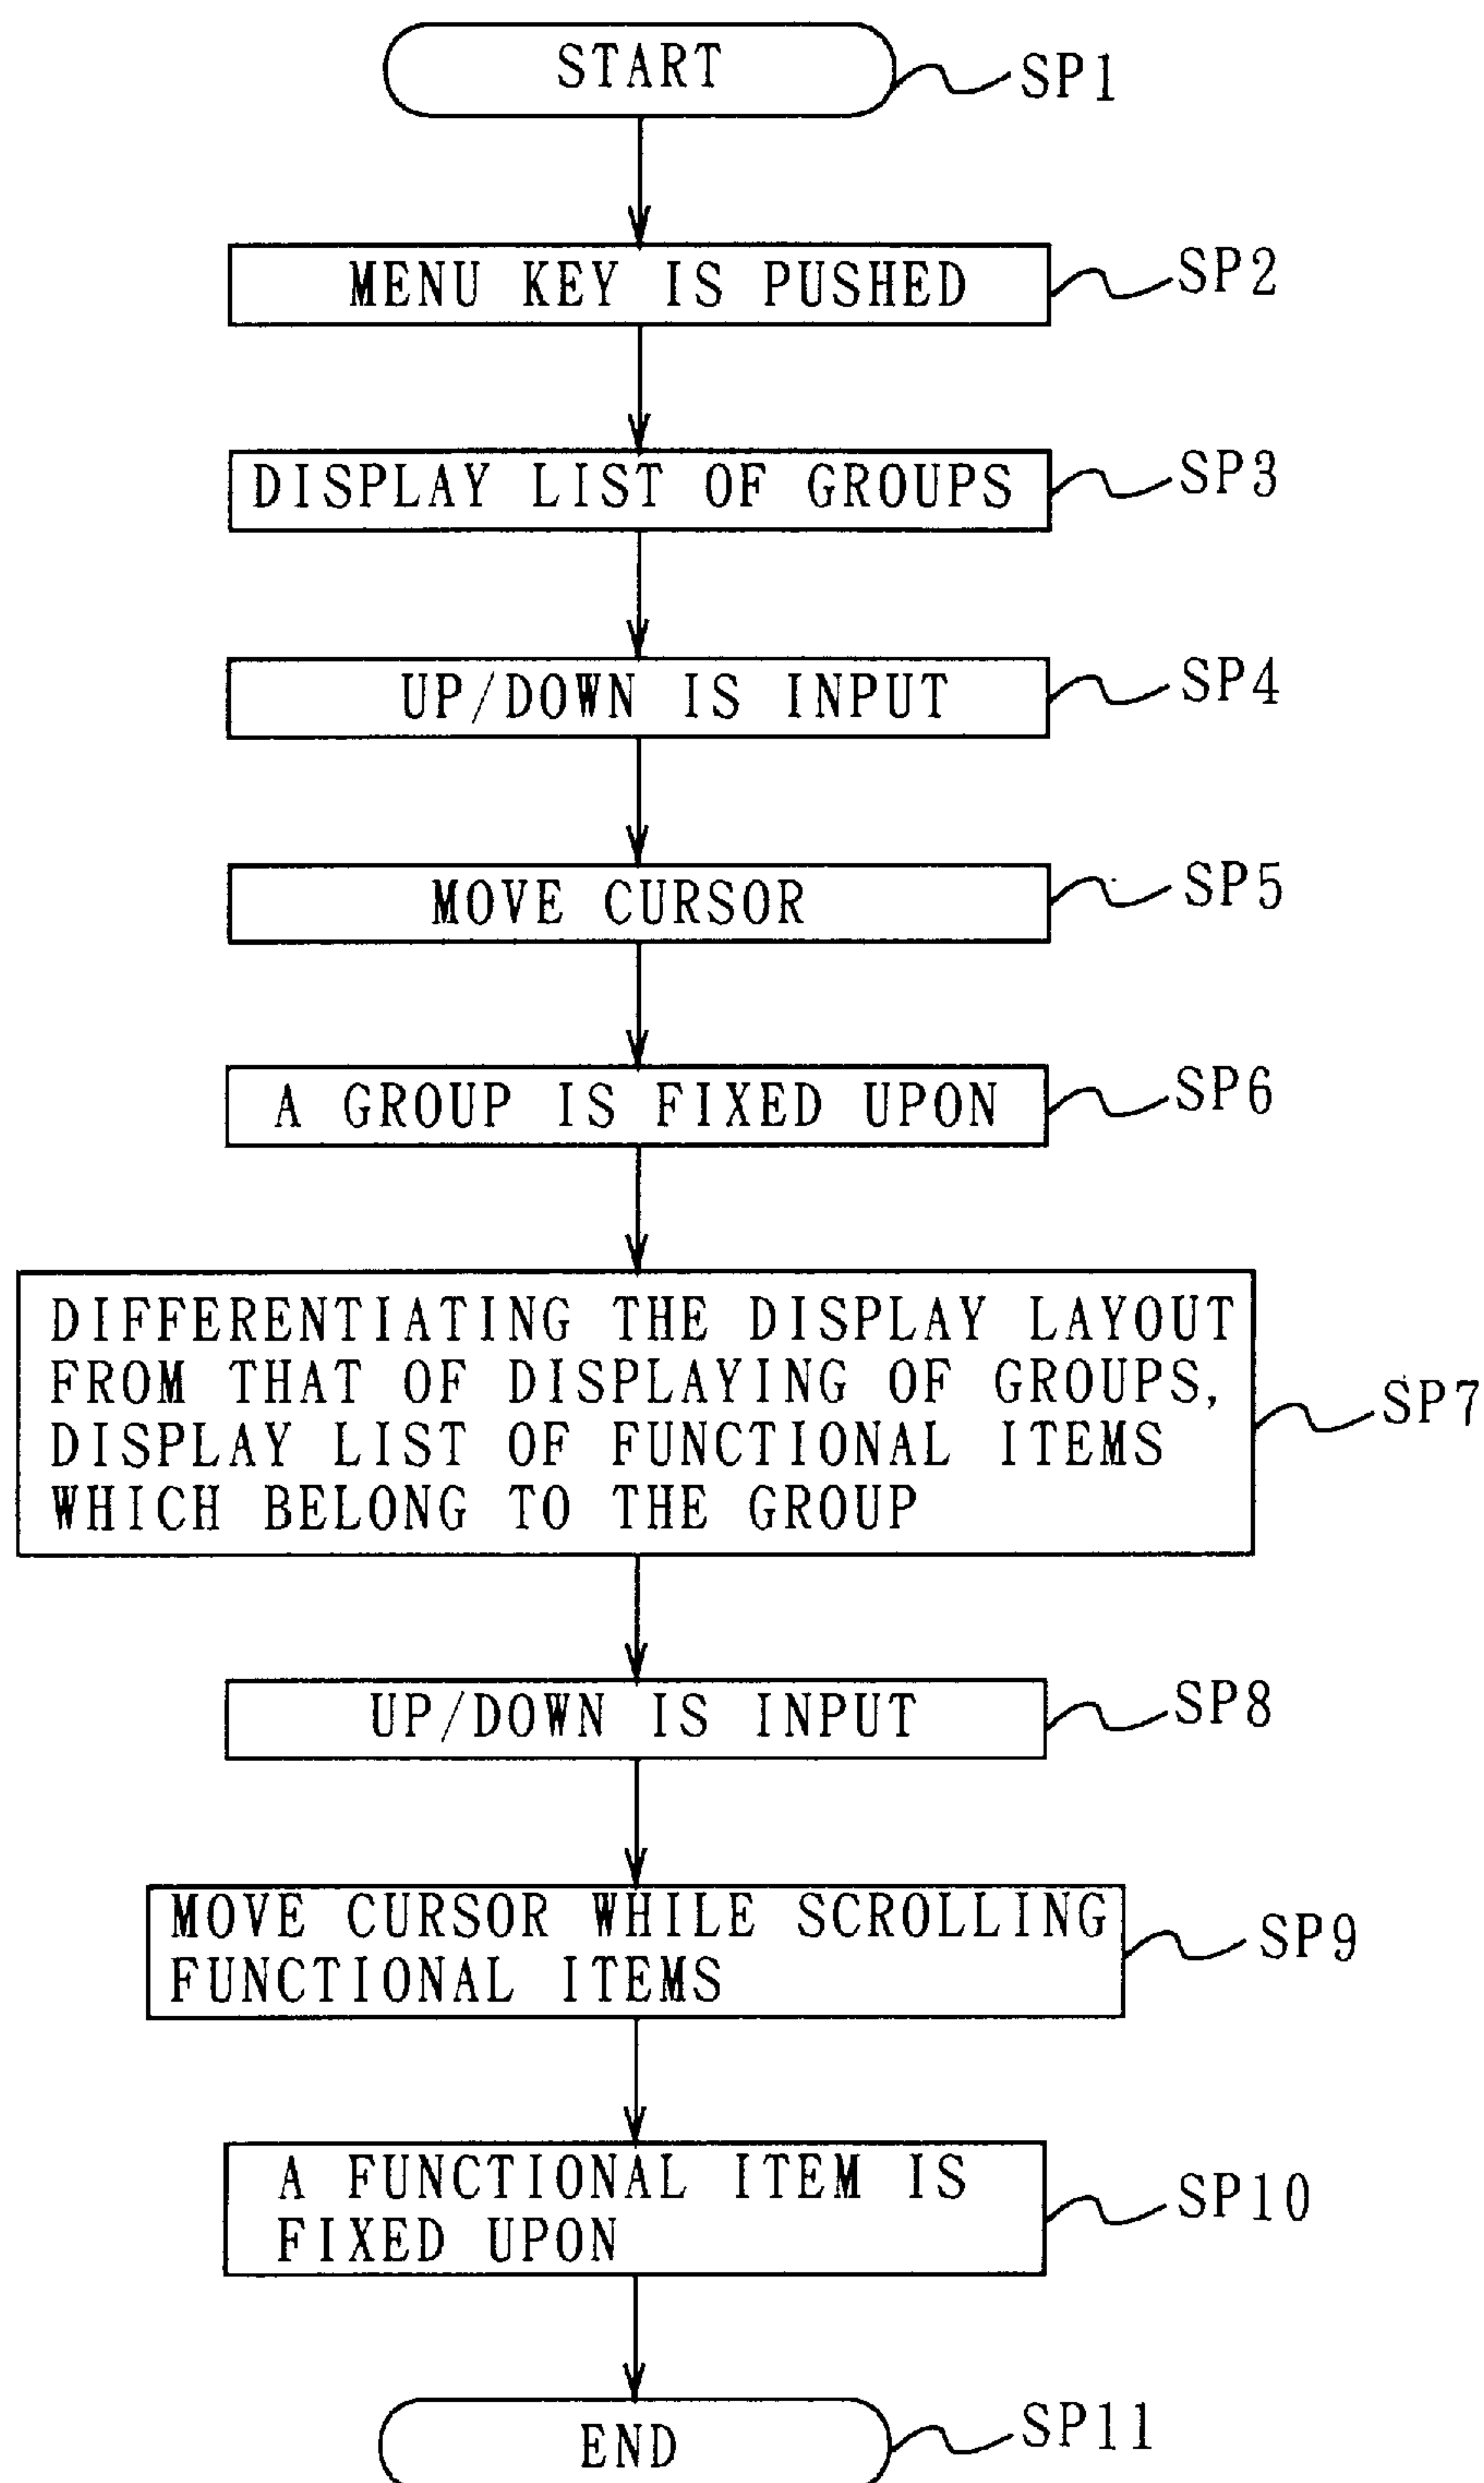 START
SP1
MENU KEY IS PUSHED
SP2
DISPLAY LIST OF GROUPS
SP3
UP/DOWN IS INPUT
SP4
MOVE CURSOR
SP5
A GROUP IS FIXED UPON
SP6
DIFFERENTIATING THE DISPLAY LAYOUT
FROM THAT OF DISPLAYING OF GROUPS,
DISPLAY LIST OF FUNCTIONAL ITEMS
WHICH BELONG TO THE GROUP
SP7
UP/DOWN IS INPUT
SP8
MOVE CURSOR WHILE SCROLLING
FUNCTIONAL ITEMS
SP9
A FUNCTIONAL ITEM IS
FIXED UPON
SP10
END
SP11